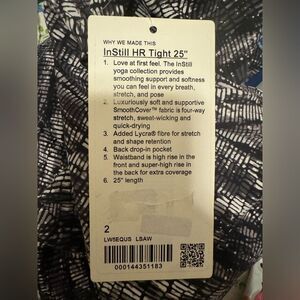 WHY WE MADE THIS
InStill HR Tight 25"
1. Love at first feel. The InStill
yoga collection provides
smoothing support and softness
you can feel in every breath,
stretch, and pose
2. Luxuriously soft and supportive
SmoothCover™ fabric is four-way
stretch, sweat-wicking and
quick-drying
3. Added Lycra® fibre for stretch
and shape retention
4. Back drop-in pocket
5. Waistband is high rise in the
front and super-high rise in
the back for extra coverage
6. 25" length
2
LW5EQUS LSAW
000144351183